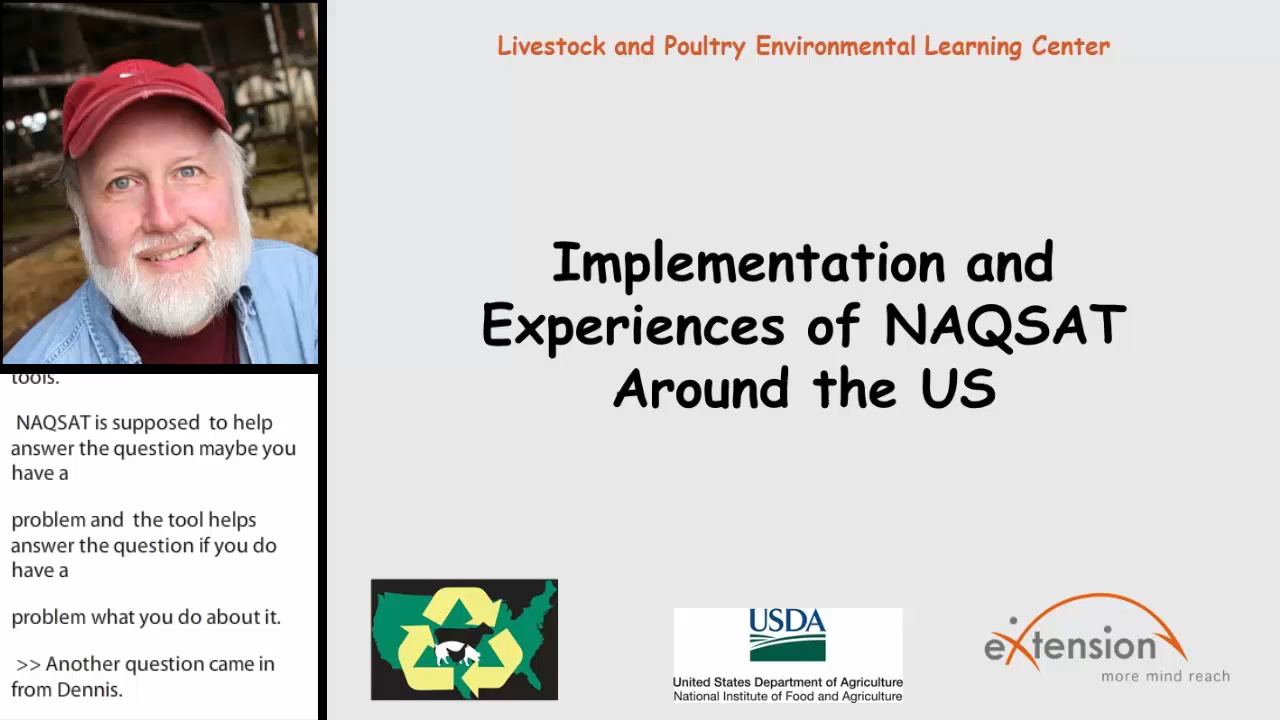 Livestock and Poultry Environmental Learning Center
Implementation and
Experiences of NAQSAT
Around the US
tools.
NAQSAT is supposed to help
answer the question maybe you
have a
problem and the tool helps
answer the question if you do
have a
problem what you do about it.
>> Another question came in
from Dennis.
USDA
United States Department of Agriculture
National Institute of Food and Agriculture
eXtension
more mind reach